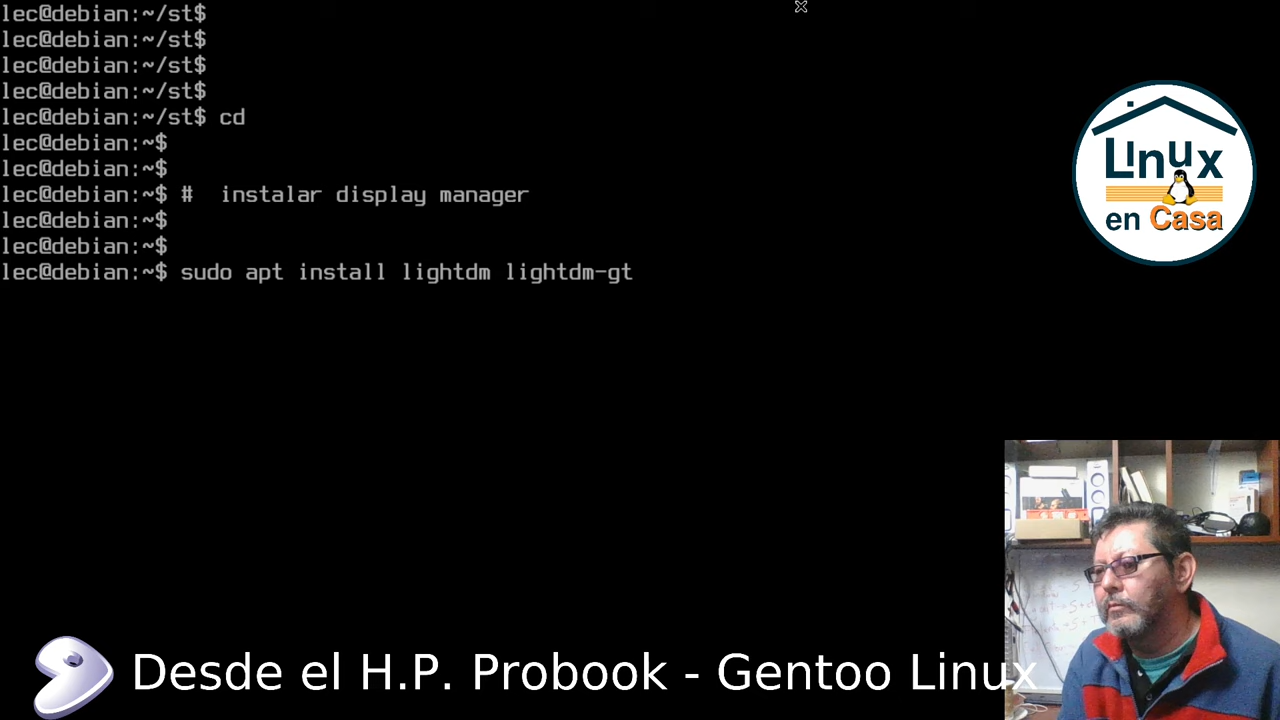 lec@debian:~/st$
lec@debian:~/st$
lec@debian:~/st$
lec@debian:~/st$
lec@debian:~/st$ cd
lec@debian:~$
lec@debian:~$
lec@debian:~$ #  instalar display manager
lec@debian:~$
lec@debian:~$
lec@debian:~$ sudo apt install lightdm lightdm-gt
Linux
en Casa
Desde el H.P. Probook - Gentoo Linux